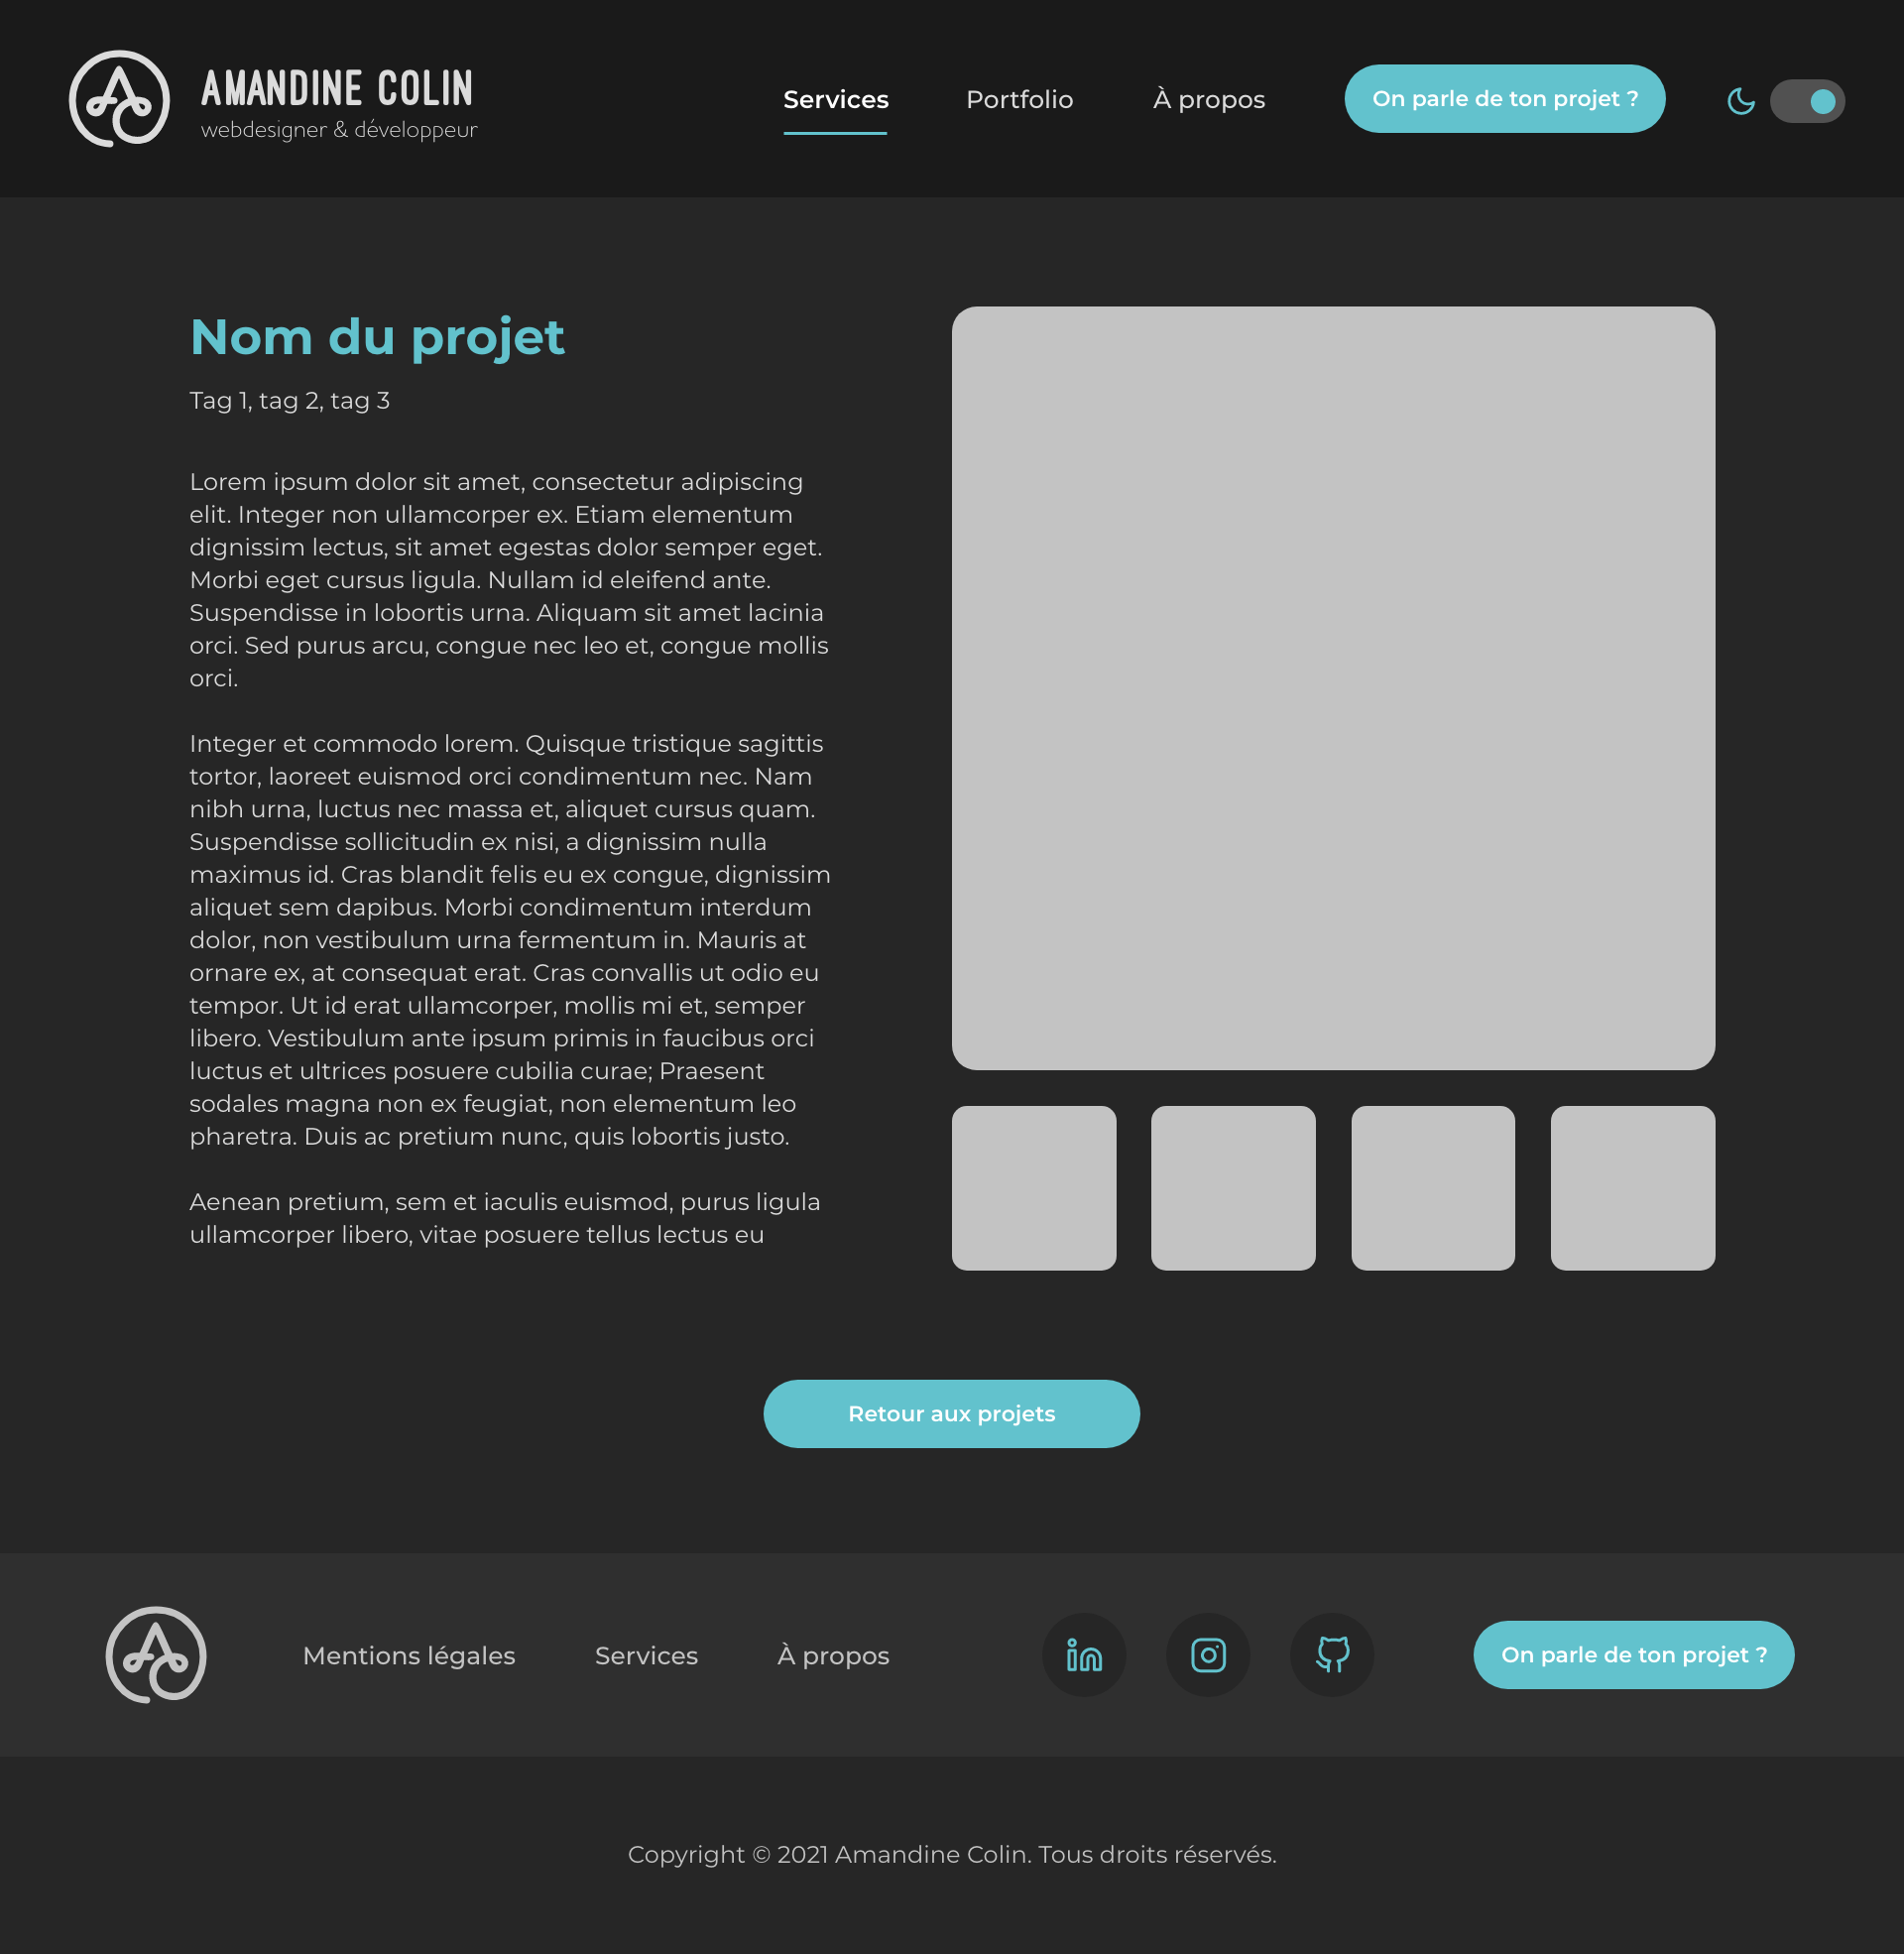 AMANDINE COLIN
webdesigner & développeur
Services
Portfolio
À propos
On parle de ton projet ?
Nom du projet
Tag 1, tag 2, tag 3
Lorem ipsum dolor sit amet, consectetur adipiscing
elit. Integer non ullamcorper ex. Etiam elementum
dignissim lectus, sit amet egestas dolor semper eget.
Morbi eget cursus ligula. Nullam id eleifend ante.
Suspendisse in lobortis urna. Aliquam sit amet lacinia
orci. Sed purus arcu, congue nec leo et, congue mollis
orci.
Integer et commodo lorem. Quisque tristique sagittis
tortor, laoreet euismod orci condimentum nec. Nam
nibh urna, luctus nec massa et, aliquet cursus quam.
Suspendisse sollicitudin ex nisi, a dignissim nulla
maximus id. Cras blandit felis eu ex congue, dignissim
aliquet sem dapibus. Morbi condimentum interdum
dolor, non vestibulum urna fermentum in. Mauris at
ornare ex, at consequat erat. Cras convallis ut odio eu
tempor. Ut id erat ullamcorper, mollis mi et, semper
libero. Vestibulum ante ipsum primis in faucibus orci
luctus et ultrices posuere cubilia curae; Praesent
sodales magna non ex feugiat, non elementum leo
pharetra. Duis ac pretium nunc, quis lobortis justo.
Aenean pretium, sem et iaculis euismod, purus ligula
ullamcorper libero, vitae posuere tellus lectus eu
Retour aux projets
Mentions légales
Services
À propos
On parle de ton projet ?
Copyright © 2021 Amandine Colin. Tous droits réservés.